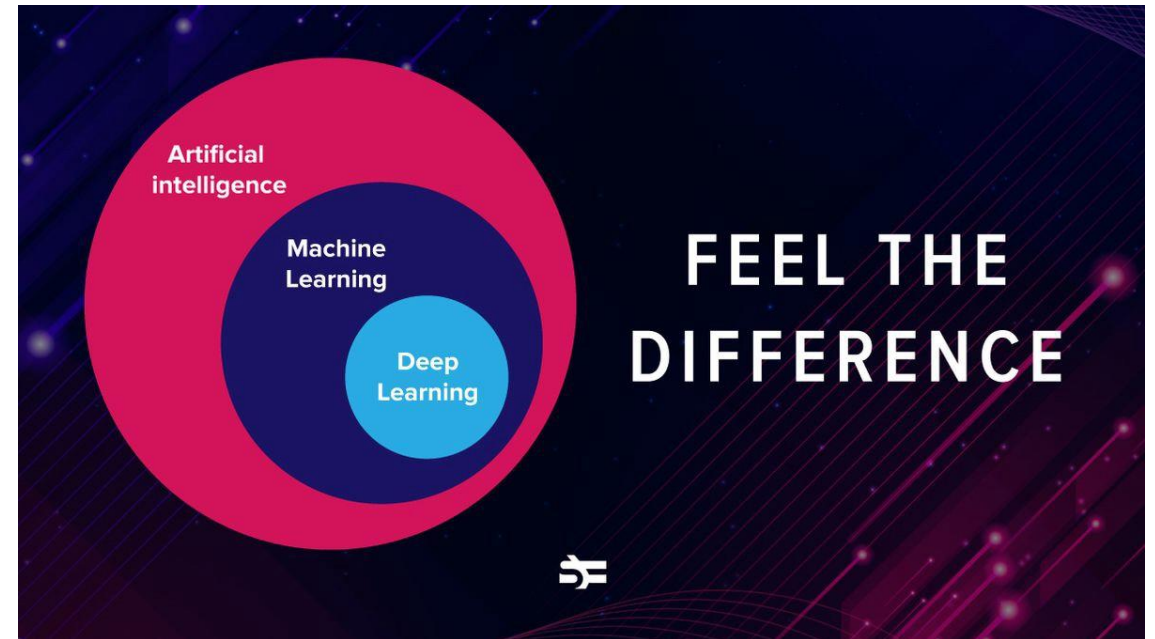 Artificial
intelligence
Machine
Learning
Deep
Learning
FEEL THE
DIFFERENCE